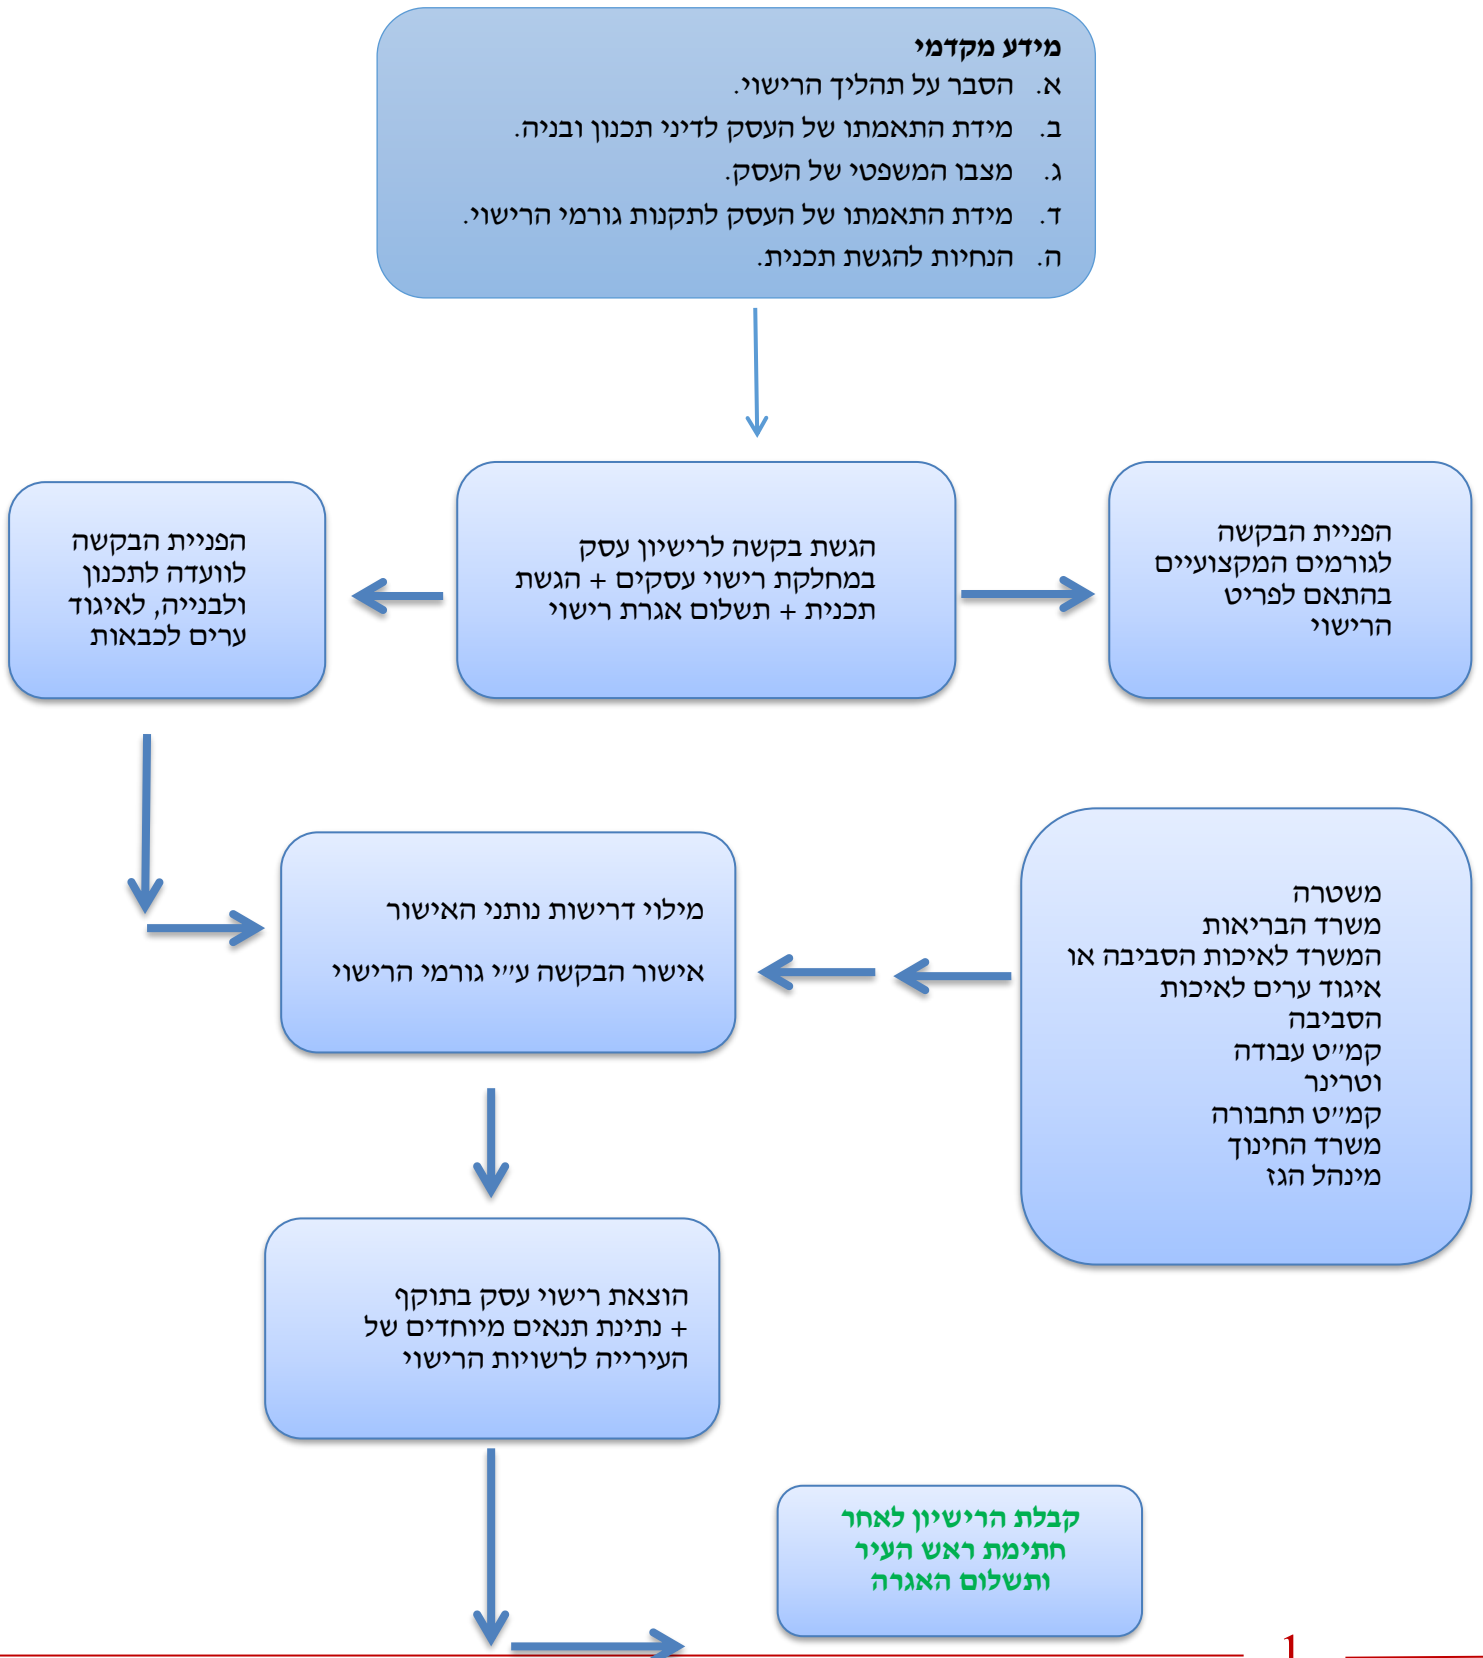 מידע מקדמי
א. הסבר על תהליך הרישוי.
ב. מידת התאמתו של העסק לדיני תכנון ובניה.
ג. מצבו המשפטי של העסק.
ד. מידת התאמתו של העסק לתקנות גורמי הרישוי.
ה. הנחיות להגשת תכנית.
הפניית הבקשה
לגורמים המקצועיים
בהתאם לפריט
הרישוי
הגשת בקשה לרישיון עסק
במחלקת רישוי עסקים + הגשת
תכנית + תשלום אגרת רישוי
הפניית הבקשה
לוועדה לתכנון
ולבנייה, לאיגוד
ערים לכבאות
משטרה
משרד הבריאות
המשרד לאיכות הסביבה או
איגוד ערים לאיכות
הסביבה
קמ״ט עבודה
וטרינר
קמ״ט תחבורה
משרד החינוך
מינהל הגז
מילוי דרישות נותני האישור
אישור הבקשה ע״י גורמי הרישוי
הוצאת רישוי עסק בתוקף
+ נתינת תנאים מיוחדים של
העירייה לרשויות הרישוי
קבלת הרישיון לאחר
חתימת ראש העיר
ותשלום האגרה
1